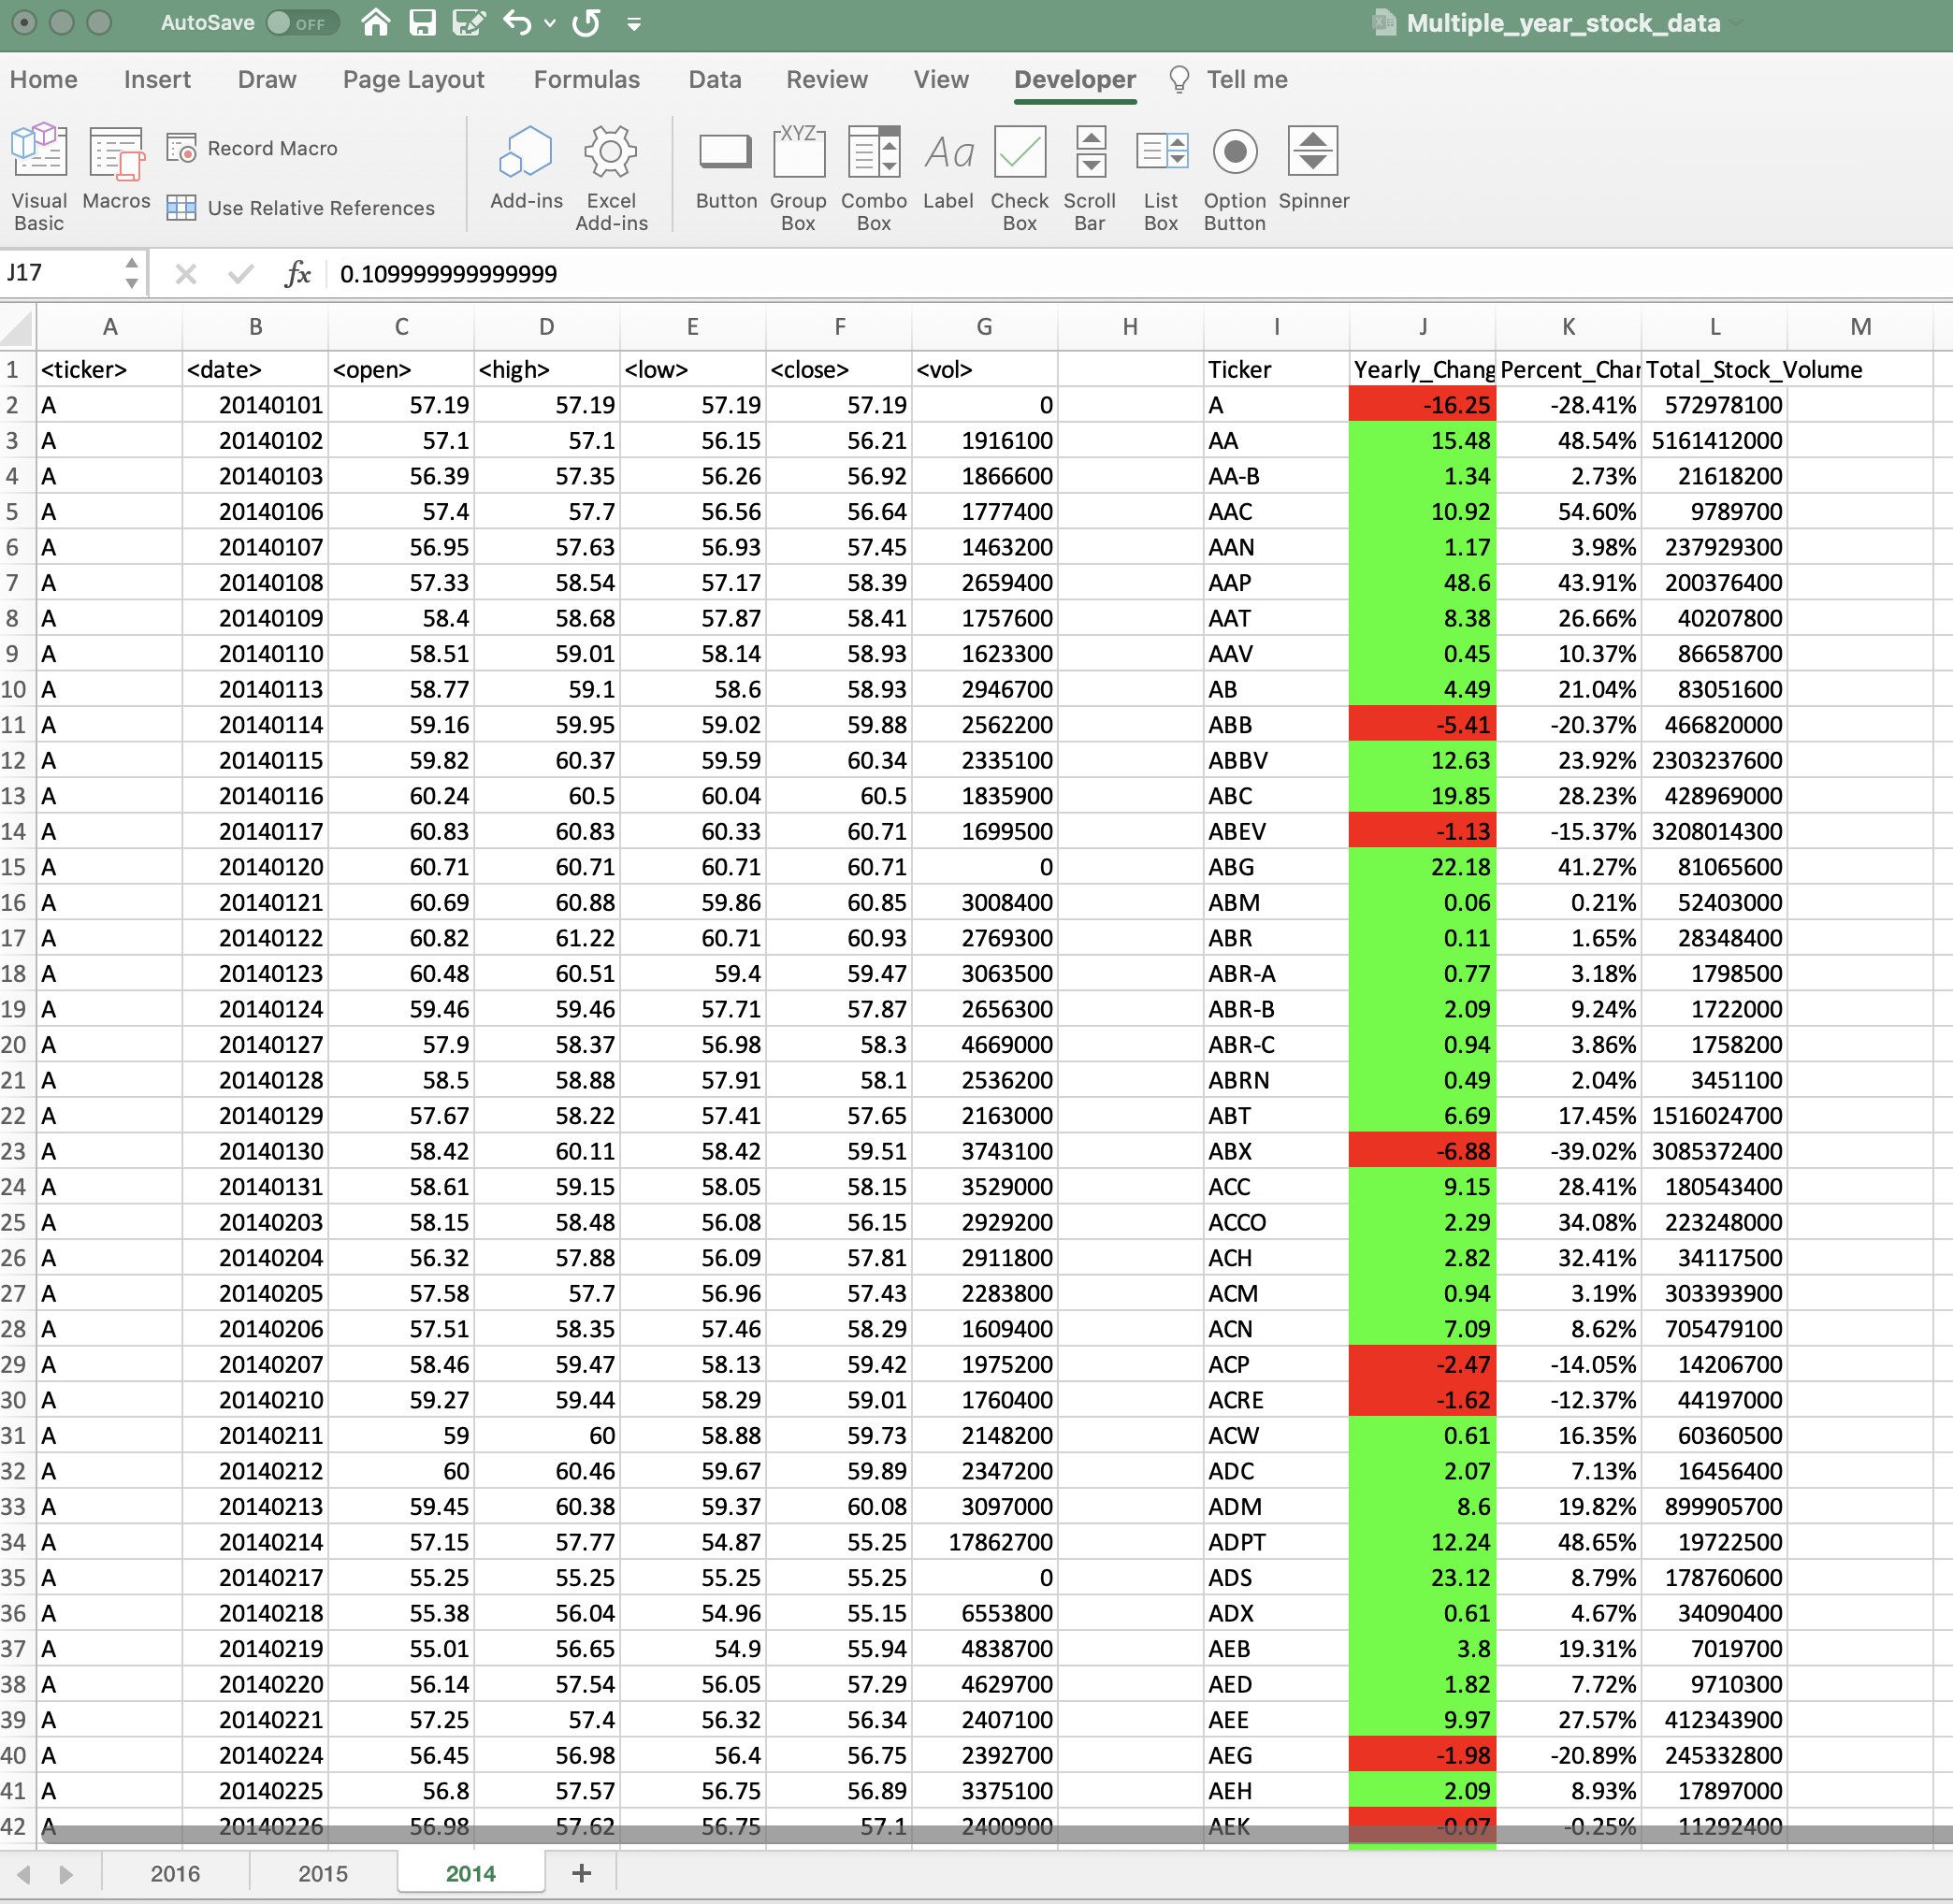 AutoSave OFF Multiple_year_stock_data
Home Insert Draw Page Layout Formulas Data Review View Developer Tell me
Visual Basic Macros Record Macro Use Relative References Add-ins Excel Add-ins Button Group Box Combo Box Label Check Box Scroll Bar List Box Option Button Spinner
XYZ Aa
J17 fx 0.109999999999999
A B C D E F G H I J K L M
1 <ticker> <date> <open> <high> <low> <close> <vol> Ticker Yearly_Chang Percent_Char Total_Stock_Volume
2 A 20140101 57.19 57.19 57.19 57.19 0 A -16.25 -28.41% 572978100
3 A 20140102 57.1 57.1 56.15 56.21 1916100 AA 15.48 48.54% 5161412000
4 A 20140103 56.39 57.35 56.26 56.92 1866600 AA-B 1.34 2.73% 21618200
5 A 20140106 57.4 57.7 56.56 56.64 1777400 AAC 10.92 54.60% 9789700
6 A 20140107 56.95 57.63 56.93 57.45 1463200 AAN 1.17 3.98% 237929300
7 A 20140108 57.33 58.54 57.17 58.39 2659400 AAP 48.6 43.91% 200376400
8 A 20140109 58.4 58.68 57.87 58.41 1757600 AAT 8.38 26.66% 40207800
9 A 20140110 58.51 59.01 58.14 58.93 1623300 AAV 0.45 10.37% 86658700
10 A 20140113 58.77 59.1 58.6 58.93 2946700 AB 4.49 21.04% 83051600
11 A 20140114 59.16 59.95 59.02 59.88 2562200 ABB -5.41 -20.37% 466820000
12 A 20140115 59.82 60.37 59.59 60.34 2335100 ABBV 12.63 23.92% 2303237600
13 A 20140116 60.24 60.5 60.04 60.5 1835900 ABC 19.85 28.23% 428969000
14 A 20140117 60.83 60.83 60.33 60.71 1699500 ABEV -1.13 -15.37% 3208014300
15 A 20140120 60.71 60.71 60.71 60.71 0 ABG 22.18 41.27% 81065600
16 A 20140121 60.69 60.88 59.86 60.85 3008400 ABM 0.06 0.21% 52403000
17 A 20140122 60.82 61.22 60.71 60.93 2769300 ABR 0.11 1.65% 28348400
18 A 20140123 60.48 60.51 59.4 59.47 3063500 ABR-A 0.77 3.18% 1798500
19 A 20140124 59.46 59.46 57.71 57.87 2656300 ABR-B 2.09 9.24% 1722000
20 A 20140127 57.9 58.37 56.98 58.3 4669000 ABR-C 0.94 3.86% 1758200
21 A 20140128 58.5 58.88 57.91 58.1 2536200 ABRN 0.49 2.04% 3451100
22 A 20140129 57.67 58.22 57.41 57.65 2163000 ABT 6.69 17.45% 1516024700
23 A 20140130 58.42 60.11 58.42 59.51 3743100 ABX -6.88 -39.02% 3085372400
24 A 20140131 58.61 59.15 58.05 58.15 3529000 ACC 9.15 28.41% 180543400
25 A 20140203 58.15 58.48 56.08 56.15 2929200 ACCO 2.29 34.08% 223248000
26 A 20140204 56.32 57.88 56.09 57.81 2911800 ACH 2.82 32.41% 34117500
27 A 20140205 57.58 57.7 56.96 57.43 2283800 ACM 0.94 3.19% 303393900
28 A 20140206 57.51 58.35 57.46 58.29 1609400 ACN 7.09 8.62% 705479100
29 A 20140207 58.46 59.47 58.13 59.42 1975200 ACP -2.47 -14.05% 14206700
30 A 20140210 59.27 59.44 58.29 59.01 1760400 ACRE -1.62 -12.37% 44197000
31 A 20140211 59 60 58.88 59.73 2148200 ACW 0.61 16.35% 60360500
32 A 20140212 60 60.46 59.67 59.89 2347200 ADC 2.07 7.13% 16456400
33 A 20140213 59.45 60.38 59.37 60.08 3097000 ADM 8.6 19.82% 899905700
34 A 20140214 57.15 57.77 54.87 55.25 17862700 ADPT 12.24 48.65% 19722500
35 A 20140217 55.25 55.25 55.25 55.25 0 ADS 23.12 8.79% 178760600
36 A 20140218 55.38 56.04 54.96 55.15 6553800 ADX 0.61 4.67% 34090400
37 A 20140219 55.01 56.65 54.9 55.94 4838700 AEB 3.8 19.31% 7019700
38 A 20140220 56.14 57.54 56.05 57.29 4629700 AED 1.82 7.72% 9710300
39 A 20140221 57.25 57.4 56.32 56.34 2407100 AEE 9.97 27.57% 412343900
40 A 20140224 56.45 56.98 56.4 56.75 2392700 AEG -1.98 -20.89% 245332800
41 A 20140225 56.8 57.57 56.75 56.89 3375100 AEH 2.09 8.93% 17897000
42 A 20140226 56.98 57.62 56.75 57.1 2400900 AEK -0.07 -0.25% 11292400
2016 2015 2014 +